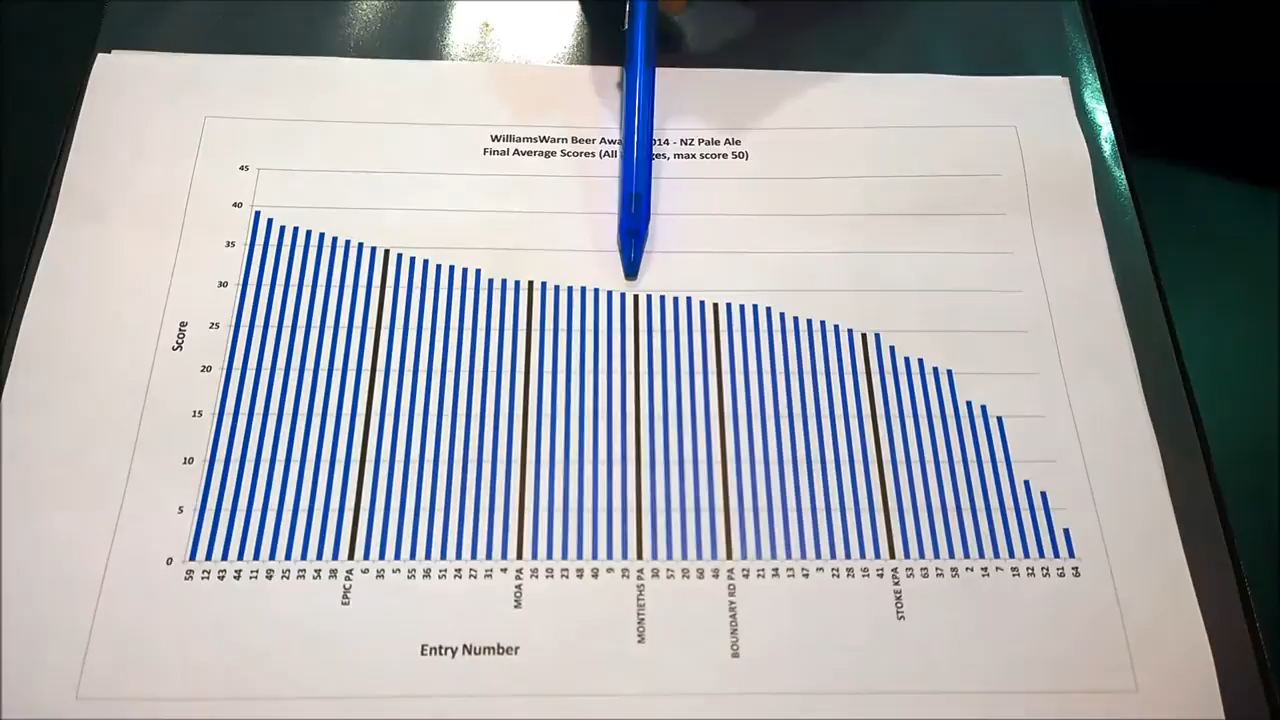 WilliamsWarn Beer 014 - NZ Pale Ale
Final Average Scores (All es, max score 50)
45
40
35
30
25
20
15
10
5
0
Score
59 12 43 44 11 49 25 33 54 38 EPIC PA 6 35 5 55 36 51 24 27 31 4 MOA PA 26 10 23 48 40 9 29 MONTIETHS PA 30 57 20 60 46 BOUNDARY RD PA 42 21 34 13 47 3 22 28 16 41 STOKE KPA 53 63 37 58 2 14 7 18 32 52 61 64
Entry Number